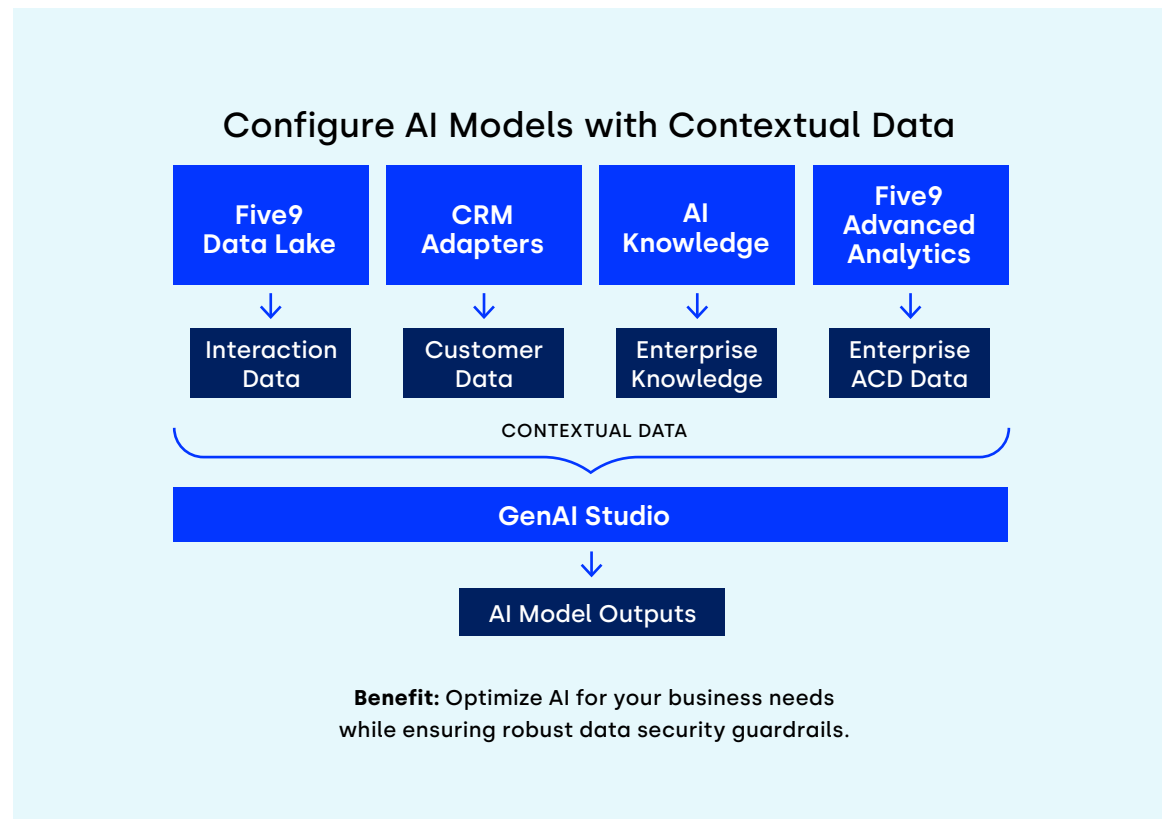 Configure AI Models with Contextual Data
Five9
Data Lake
CRM
Adapters
AI
Knowledge
Five9
Advanced
Analytics
Interaction
Data
Customer
Data
Enterprise
Knowledge
Enterprise
ACD Data
CONTEXTUAL DATA
GenAI Studio
AI Model Outputs
Benefit: Optimize AI for your business needs
while ensuring robust data security guardrails.